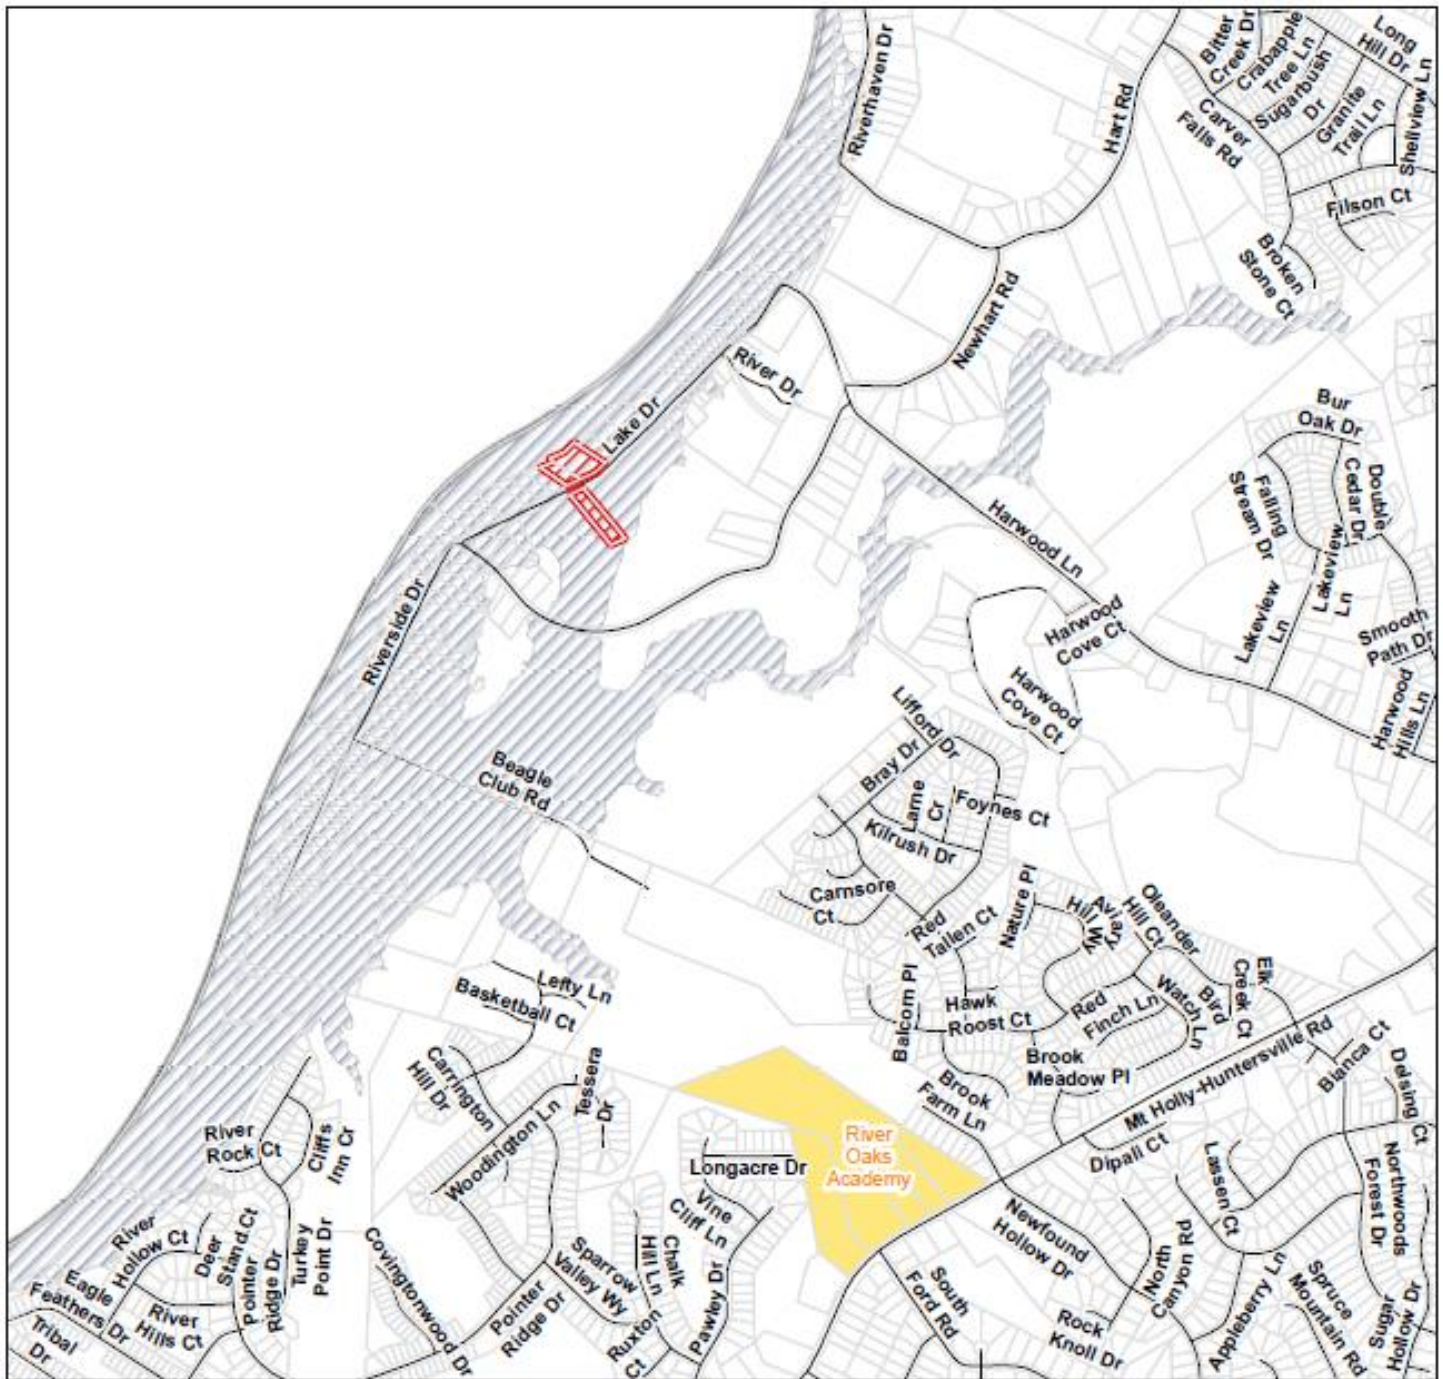 Riverhaven Dr
Hart Rd
Bitter
Creek Dr
Crabapple
Tree Ln
Sugarbush
Dr
Granite
Trail Ln
Long
Hill Dr
Shellview Ln
Carver
Falls Rd
Filson Ct
Broken
Stone Ct
Newhart Rd
River Dr
Lake Dr
Bur
Oak Dr
Falling
Stream Dr
Double
Cedar Dr
Lakeview
Ln
Lakeview
Ln
Smooth
Path Dr
Harwood
Hills Ln
Harwood Ln
Harwood
Cove Ct
Harwood
Cove Ct
Riverside Dr
Beagle
Club Rd
Lifford Dr
Bray Dr
Larne
Cr
Foynes Ct
Kilrush Dr
Carnsore
Ct
Red
Tallen Ct
Nature Pl
Aviary
Hill Wy
Oleander
Hill Ct
Elk
Creek Ct
Bird
Watch Ln
Red
Finch Ln
Hawk
Roost Ct
Balcorn Pl
Brook
Meadow Pl
Brook
Farm Ln
Mt Holly-Huntersville Rd
Bianca Ct
Delsing Ct
Dipali Ct
Lassen Ct
Northwoods
Forest Dr
Lefty Ln
Basketball Ct
Carrington
Hill Dr
Tessera
Dr
Woodington Ln
River
Rock Ct
Cliffs
Inn Cr
River
Oaks
Academy
Longacre Dr
Vine
Cliff Ln
Chalk
Hill Ln
Sparrow
Valley Wy
Pawley Dr
Ruxton
Ct
Pointer
Ridge Dr
Covingtonwood Dr
Turkey
Point Dr
Pointer
Ridge Dr
Deer
Stand Ct
River
Hollow Ct
Eagle
Feathers Dr
River
Hills Ct
Tribal
Dr
Newfound
Hollow Dr
South
Ford Rd
Rock
Knoll Dr
North
Canyon Rd
Appleberry Ln
Spruce
Mountain Rd
Sugar
Hollow Dr